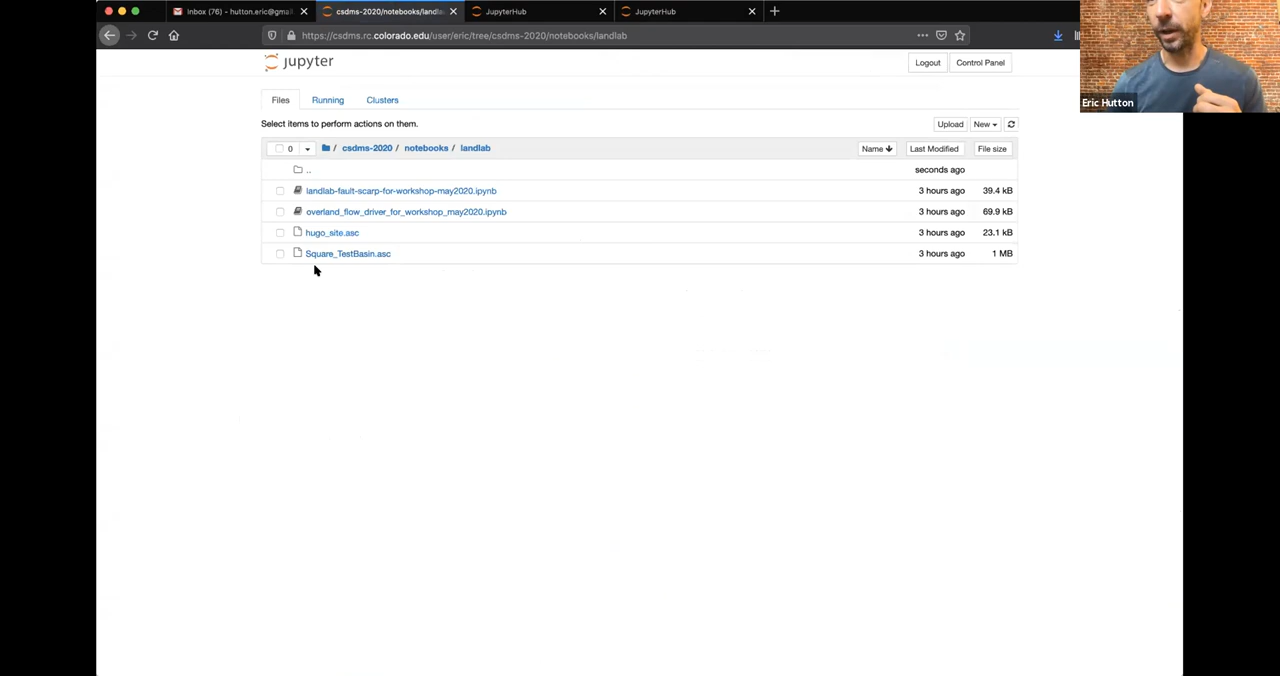 Inbox (76) - hutton.eric@gmai
csdms-2020/notebooks/landla
JupyterHub
JupyterHub
https://csdms.rc.colorado.edu/user/eric/tree/csdms-2020/notebooks/landlab
jupyter
Logout
Control Panel
Eric Hutton
Files
Running
Clusters
Select items to perform actions on them.
Upload
New
0
/ csdms-2020 / notebooks / landlab
Name
Last Modified
File size
..
seconds ago
landlab-fault-scarp-for-workshop-may2020.ipynb
3 hours ago
39.4 kB
overland_flow_driver_for_workshop_may2020.ipynb
3 hours ago
69.9 kB
hugo_site.asc
3 hours ago
23.1 kB
Square_TestBasin.asc
3 hours ago
1 MB